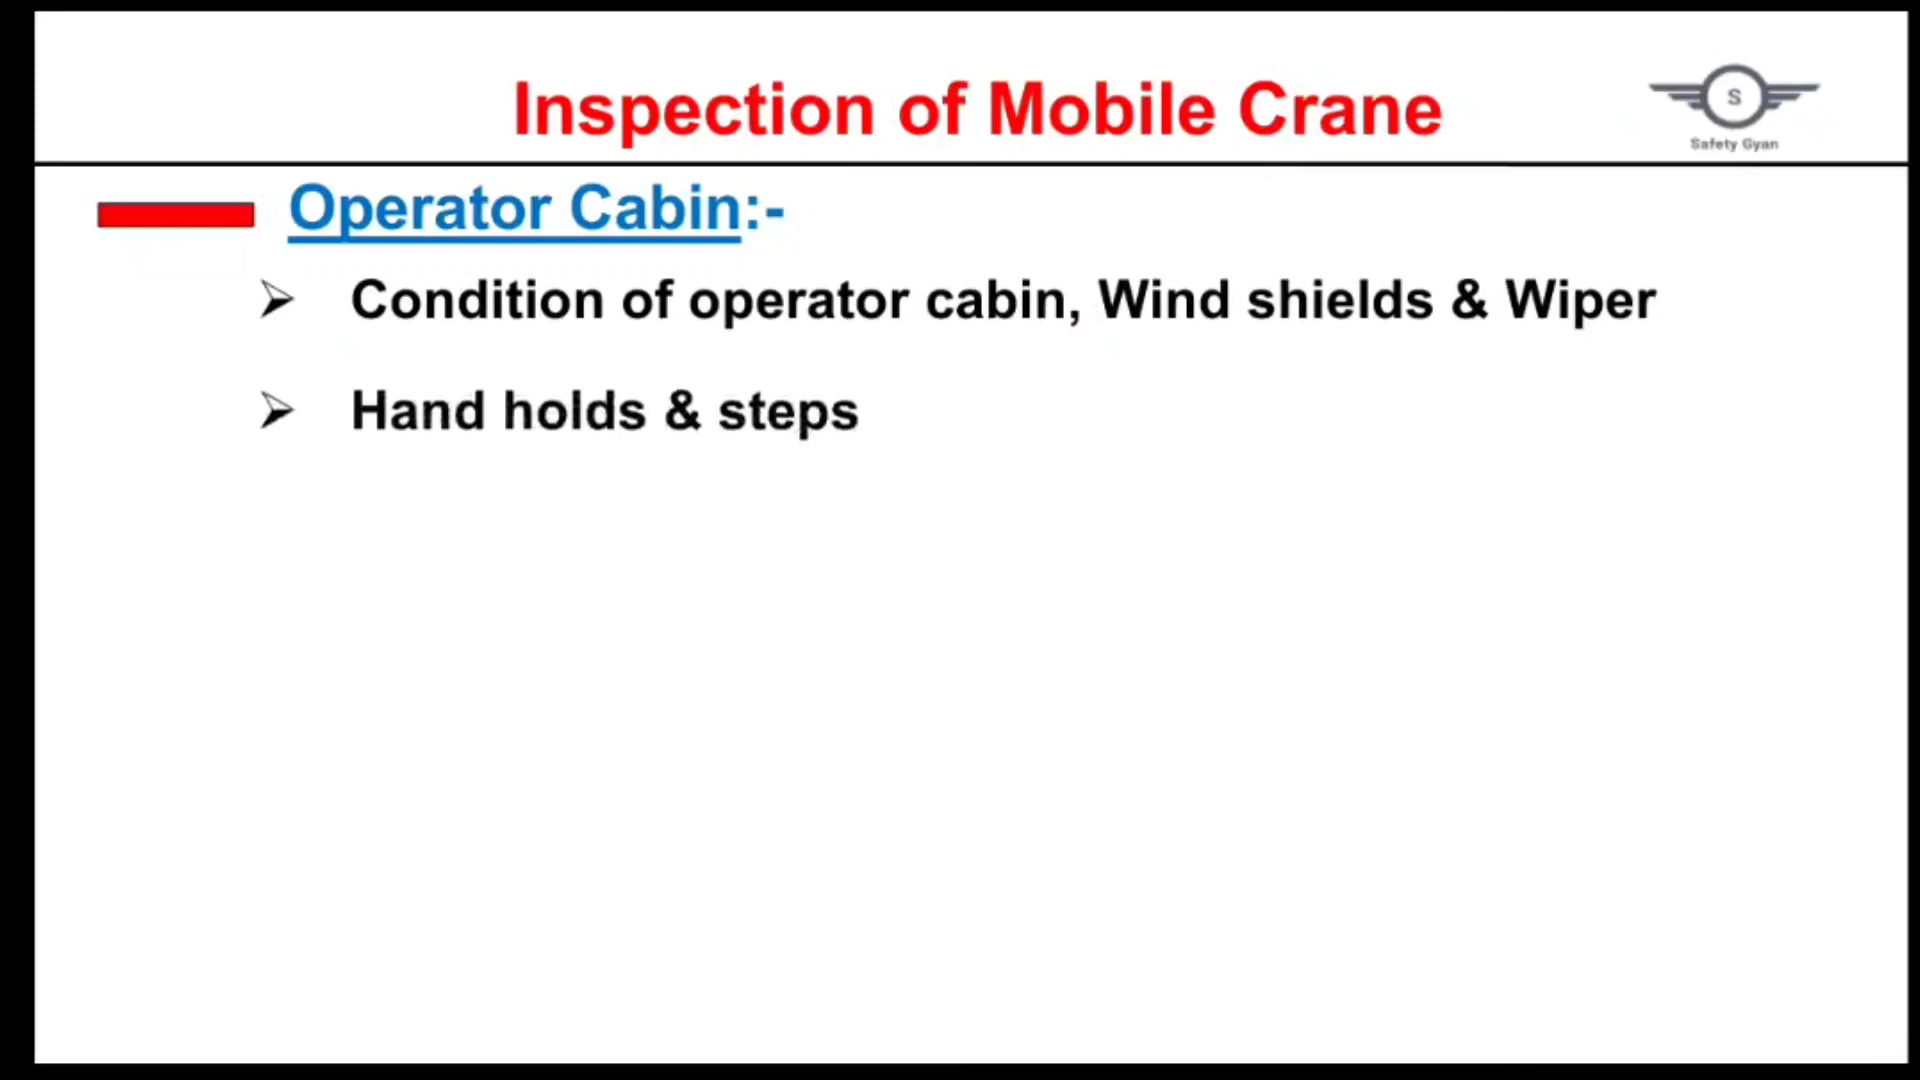 Inspection of Mobile Crane
S
Safety Gyan
Operator Cabin:-
➢ Condition of operator cabin, Wind shields & Wiper
➢ Hand holds & steps